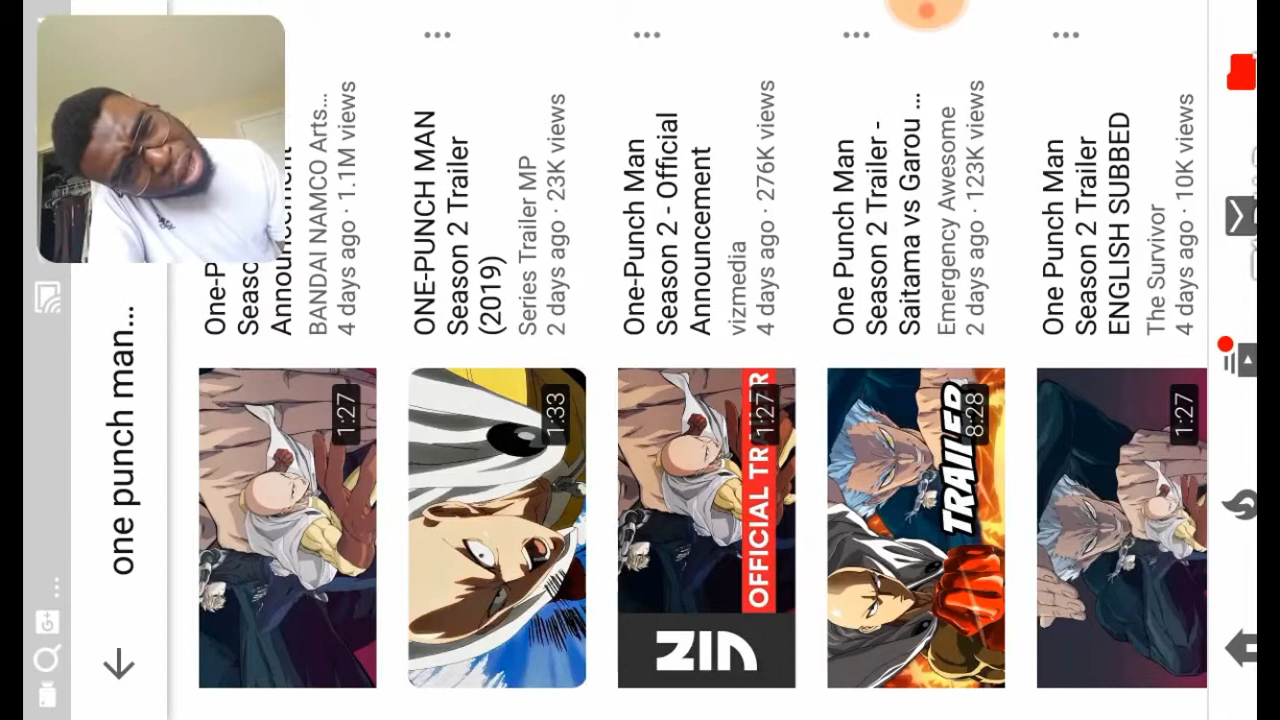 one punch man...
One-P
Seaso
Announcement
BANDAI NAMCO Arts...
4 days ago · 1.1M views
1:27
ONE-PUNCH MAN
Season 2 Trailer
(2019)
Series Trailer MP
2 days ago · 23K views
1:33
One-Punch Man
Season 2 - Official
Announcement
vizmedia
4 days ago · 276K views
VIZ
OFFICIAL TRAILER
1:27
One Punch Man
Season 2 Trailer -
Saitama vs Garou ...
Emergency Awesome
2 days ago · 123K views
TRAILER
8:28
One Punch Man
Season 2 Trailer
ENGLISH SUBBED
The Survivor
4 days ago · 10K views
1:27
G+